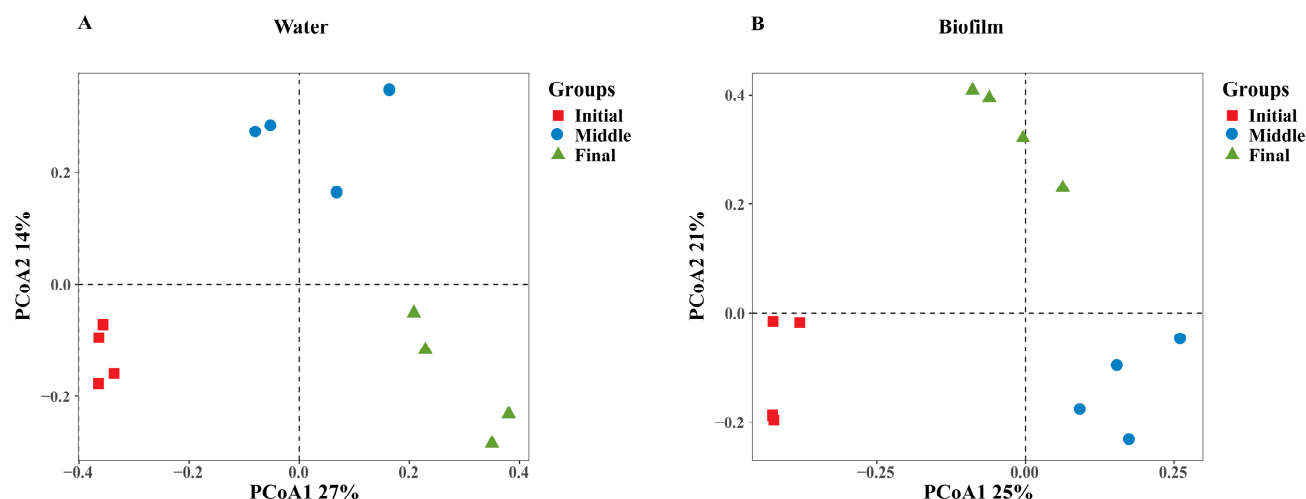 A
Water
Groups
Initial
Middle
Final
0.2
0.0
−0.2
−0.4
−0.2
0.0
0.2
0.4
PCoA2 14%
PCoA1 27%
B
Biofilm
Groups
Initial
Middle
Final
0.4
0.2
0.0
−0.2
−0.25
0.00
0.25
PCoA2 21%
PCoA1 25%